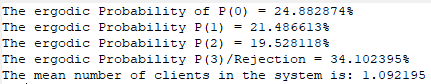 The ergodic Probability of P(0) = 24.882874%
The ergodic Probability P(1) = 21.486613%
The ergodic Probability P(2) = 19.528118%
The ergodic Probability P(3)/Rejection = 34.102395%
The mean number of clients in the system is: 1.092195